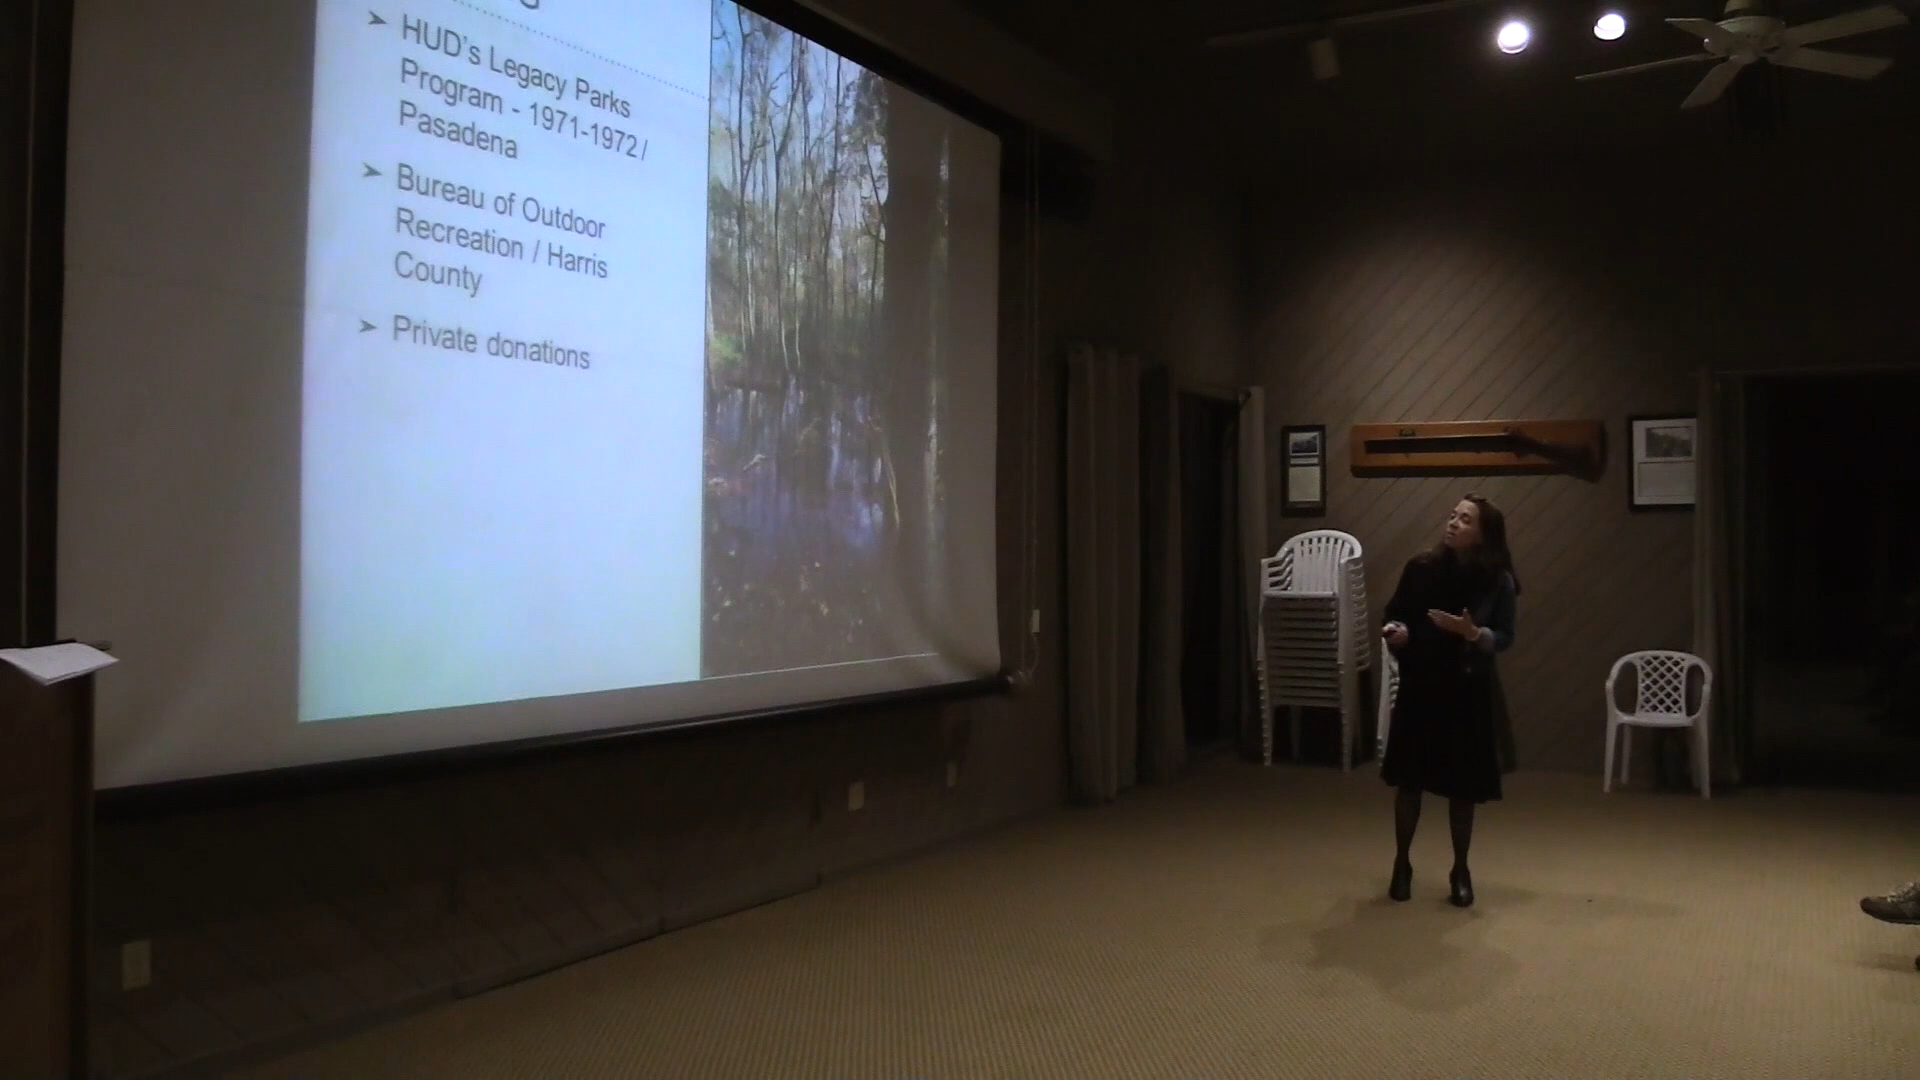 HUD's Legacy Parks
Program - 1971-1972 /
Pasadena
Bureau of Outdoor
Recreation / Harris
County
Private donations